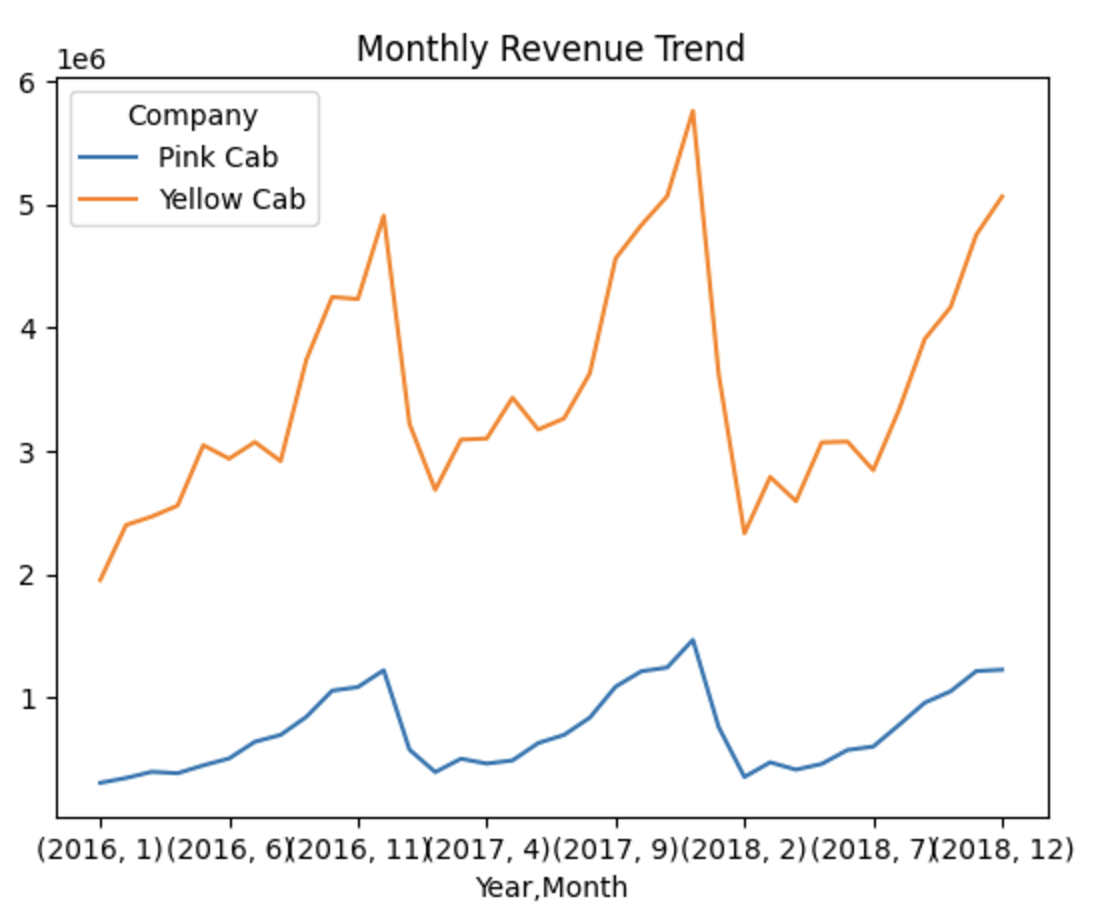 Monthly Revenue Trend
1e6
6
5
4
3
2
1
Company
Pink Cab
Yellow Cab
(2016, 1) (2016, 6) (2016, 11) (2017, 4) (2017, 9) (2018, 2) (2018, 7) (2018, 12)
Year,Month